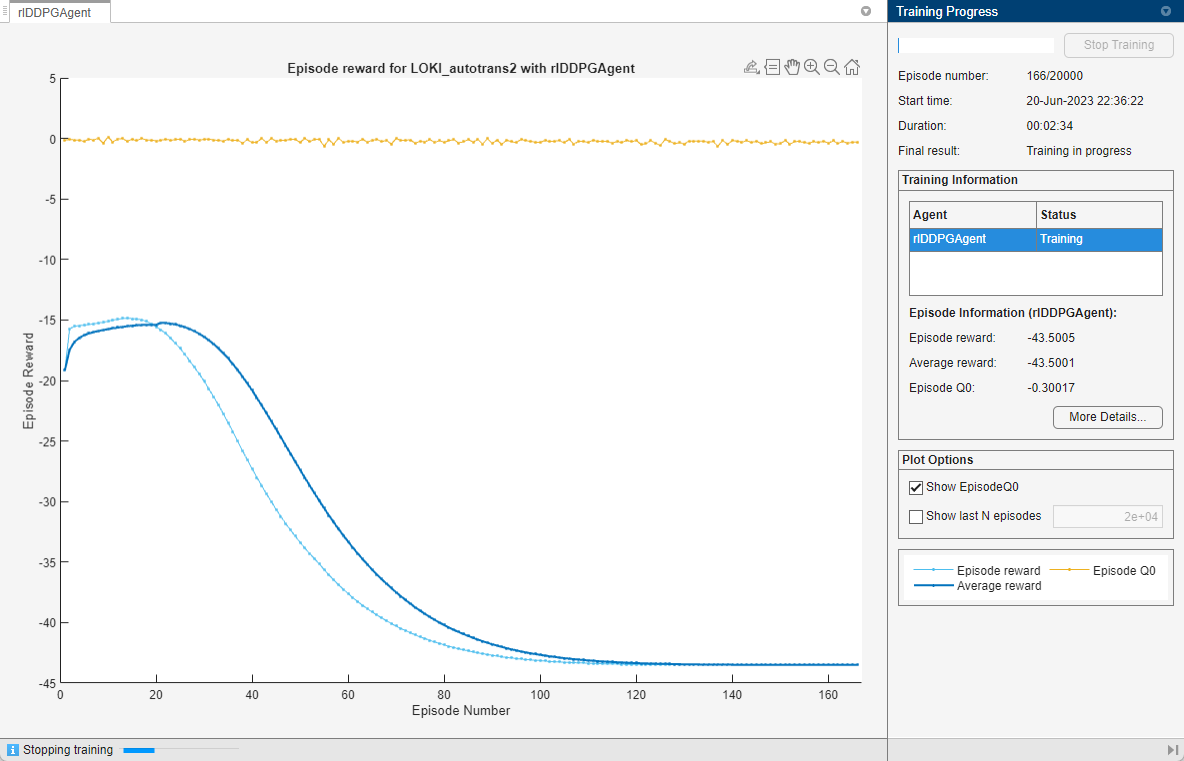 rlDDPGAgent
Episode reward for LOKI_autotrans2 with rlDDPGAgent
5
0
-5
-10
-15
-20
-25
-30
-35
-40
-45
Episode Reward
0 20 40 60 80 100 120 140 160
Episode Number
Stopping training
Training Progress
Stop Training
Episode number: 166/20000
Start time: 20-Jun-2023 22:36:22
Duration: 00:02:34
Final result: Training in progress
Training Information
Agent Status
rlDDPGAgent Training
Episode Information (rlDDPGAgent):
Episode reward: -43.5005
Average reward: -43.5001
Episode Q0: -0.30017
More Details...
Plot Options
Show EpisodeQ0
Show last N episodes 2e+04
Episode reward Episode Q0
Average reward